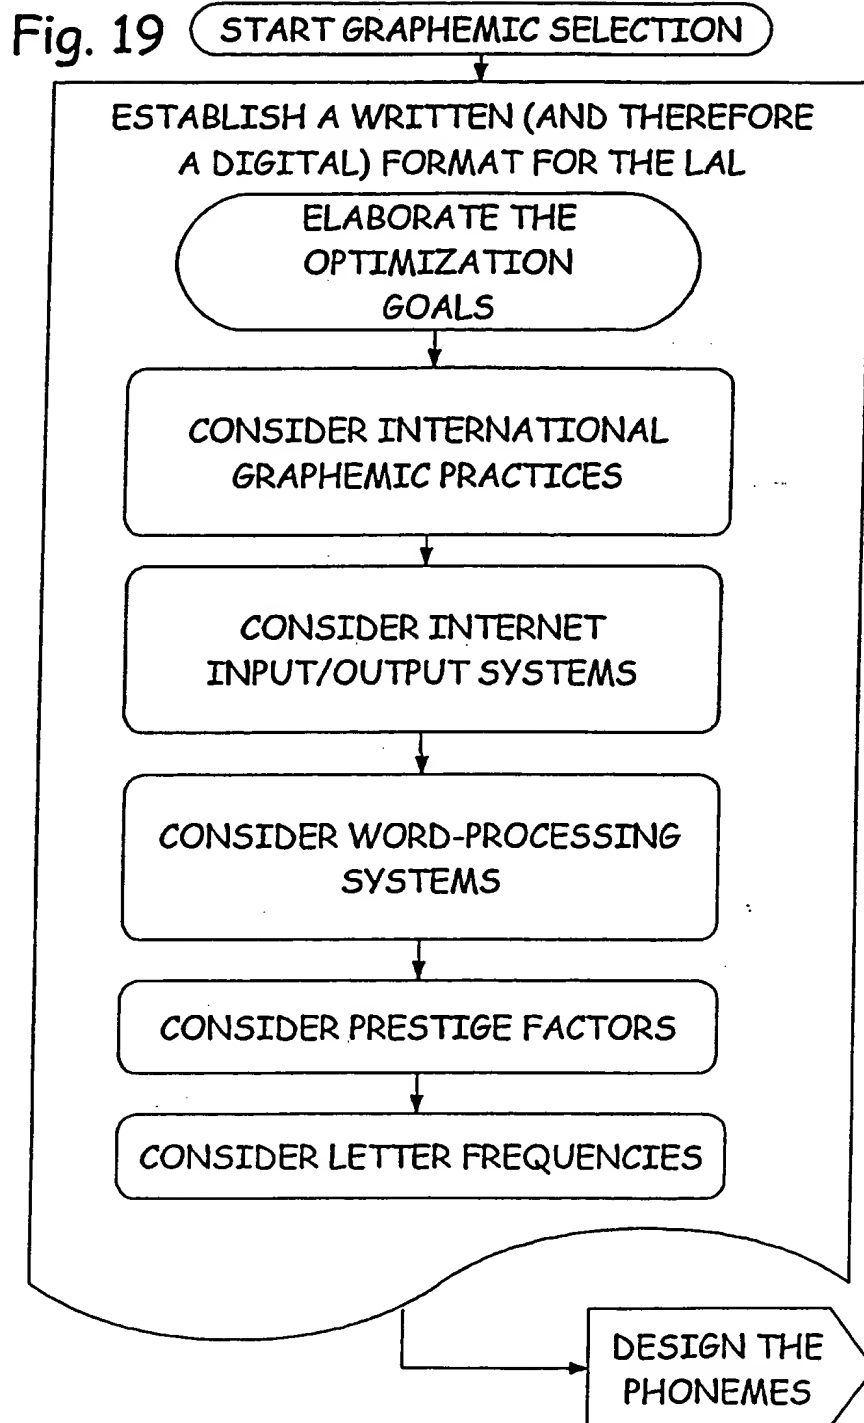 Fig. 19
START GRAPHEMIC SELECTION
ESTABLISH A WRITTEN (AND THEREFORE
A DIGITAL) FORMAT FOR THE LAL
ELABORATE THE
OPTIMIZATION
GOALS
CONSIDER INTERNATIONAL
GRAPHEMIC PRACTICES
CONSIDER INTERNET
INPUT/OUTPUT SYSTEMS
CONSIDER WORD-PROCESSING
SYSTEMS
CONSIDER PRESTIGE FACTORS
CONSIDER LETTER FREQUENCIES
DESIGN THE
PHONEMES